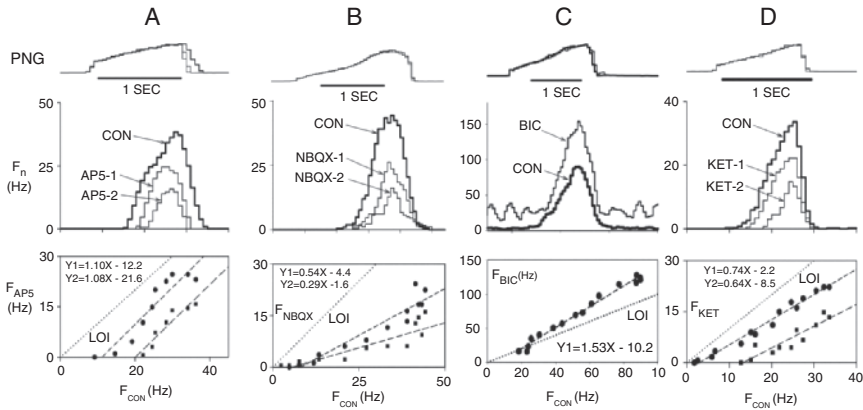 A B C D
PNG
1 SEC 1 SEC 1 SEC 1 SEC
50 50 150 40
CON CON BIC CON
AP5-1 NBQX-1 CON KET-1
AP5-2 NBQX-2 KET-2
Fn (Hz)
100 50 20
0 0 0 0
30 30 150 30
Y1=1.10X - 12.2
Y2=1.08X - 21.6
Y1=0.54X - 4.4
Y2=0.29X -1.6
FBIC(Hz)
Y1=0.74X - 2.2
Y2=0.64X - 8.5
FAP5 (Hz)
FNBQX
FKET
15 15 100 50 15
LOI LOI LOI LOI
Y1=1.53X - 10.2
0 0 0 0
0 20 40
0 25 50
0 20 40 60 80 100
0 10 20 30 40
FCON (Hz) FCON (Hz) FCON (Hz) FCON (Hz)